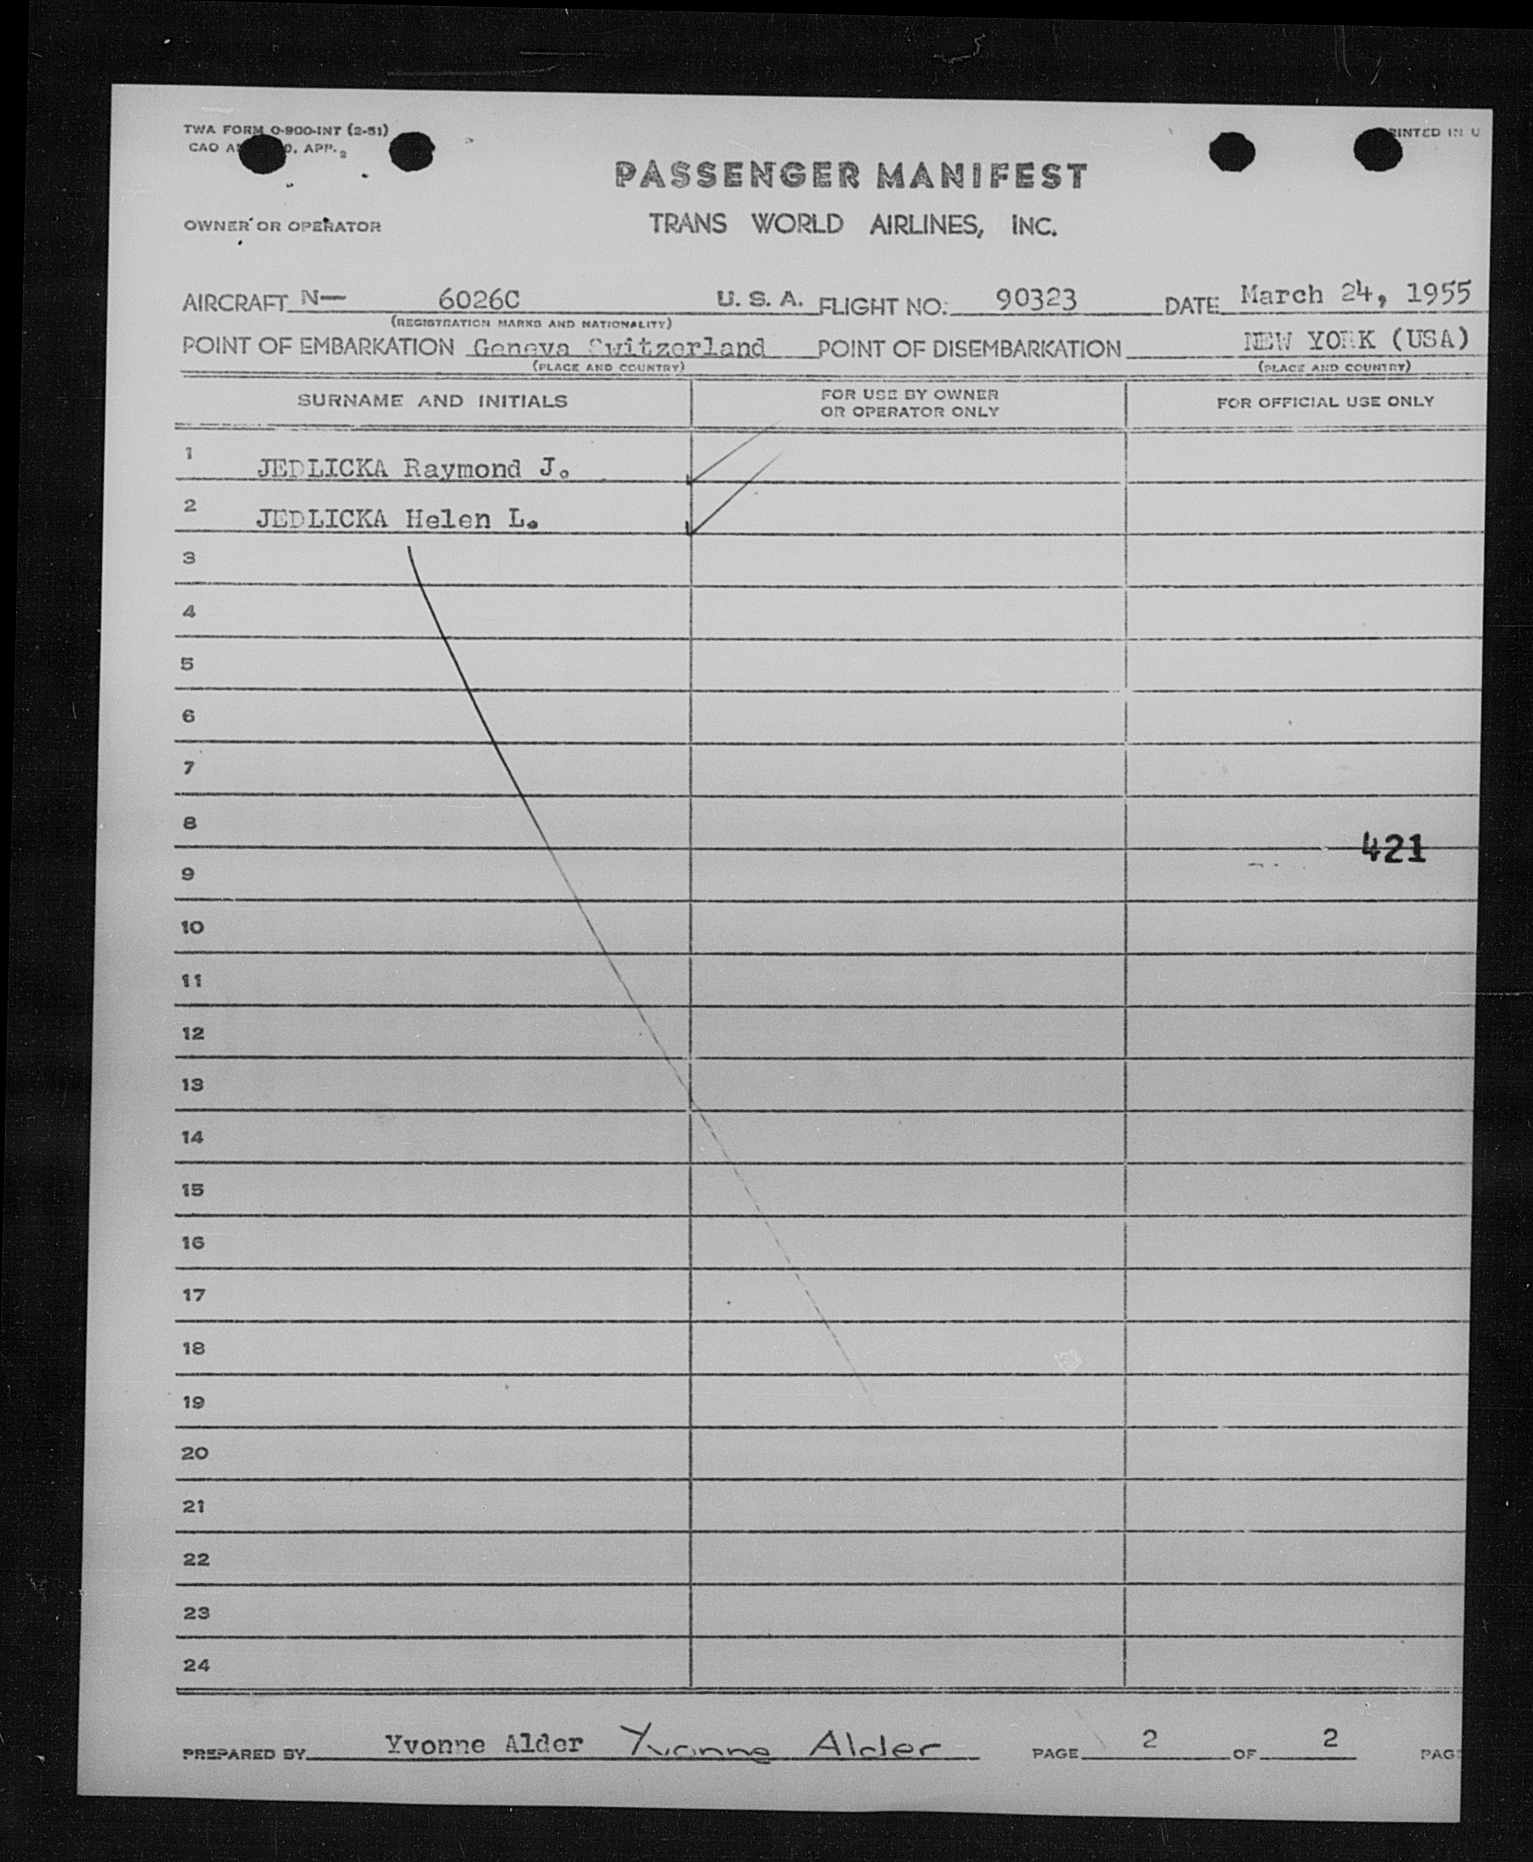 TWA FORM O-900-INT (2-51)
PRINTED IN U
CAO APP.
PASSENGER MANIFEST
OWNER OR OPERATOR
TRANS WORLD AIRLINES, INC.
AIRCRAFT N— 6026C U. S. A. FLIGHT NO: 90323 DATE March 24, 1955
(REGISTRATION MARKS AND NATIONALITY)
POINT OF EMBARKATION Geneva Switzerland POINT OF DISEMBARKATION NEW YORK (USA)
(PLACE AND COUNTRY) (PLACE AND COUNTRY)
SURNAME AND INITIALS
FOR USE BY OWNER
OR OPERATOR ONLY
FOR OFFICIAL USE ONLY
1 JEDLICKA Raymond J.
2 JEDLICKA Helen L.
3
4
5
6
7
8
421
9
10
11
12
13
14
15
16
17
18
19
20
21
22
23
24
PREPARED BY Yvonne Alder Yvonne Alder PAGE 2 OF 2 PAG